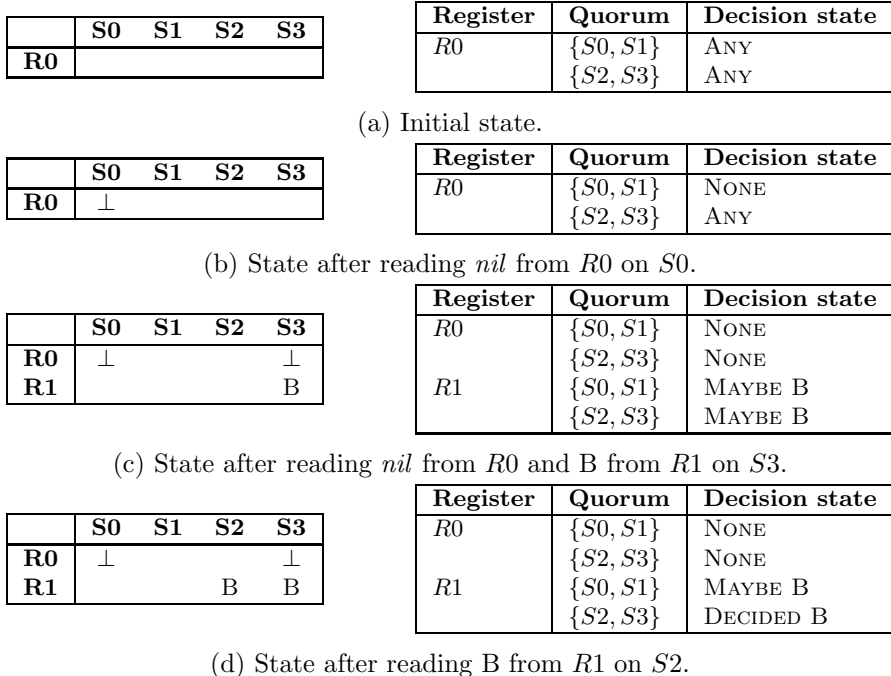 S0 S1 S2 S3
R0
Register Quorum Decision state
R0 {S0, S1} ANY
{S2, S3} ANY
(a) Initial state.
S0 S1 S2 S3
R0 ⊥
Register Quorum Decision state
R0 {S0, S1} NONE
{S2, S3} ANY
(b) State after reading nil from R0 on S0.
S0 S1 S2 S3
R0 ⊥ ⊥
R1 B
Register Quorum Decision state
R0 {S0, S1} NONE
{S2, S3} NONE
R1 {S0, S1} MAYBE B
{S2, S3} MAYBE B
(c) State after reading nil from R0 and B from R1 on S3.
S0 S1 S2 S3
R0 ⊥ ⊥
R1 B B
Register Quorum Decision state
R0 {S0, S1} NONE
{S2, S3} NONE
R1 {S0, S1} MAYBE B
{S2, S3} DECIDED B
(d) State after reading B from R1 on S2.